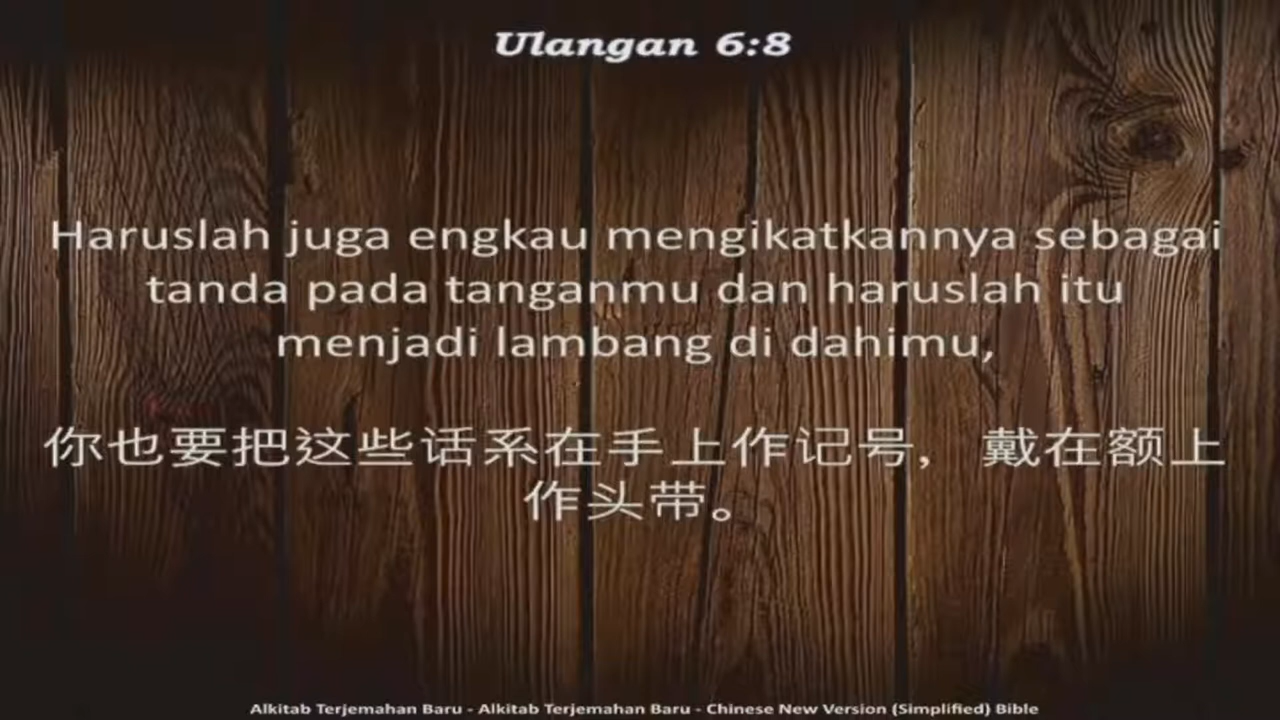 Ulangan 6:8
Haruslah juga engkau mengikatkannya sebagai
tanda pada tanganmu dan haruslah itu
menjadi lambang di dahimu,
你也要把这些话系在手上作记号，戴在额上
作头带。
Alkitab Terjemahan Baru - Alkitab Terjemahan Baru - Chinese New Version (Simplified) Bible